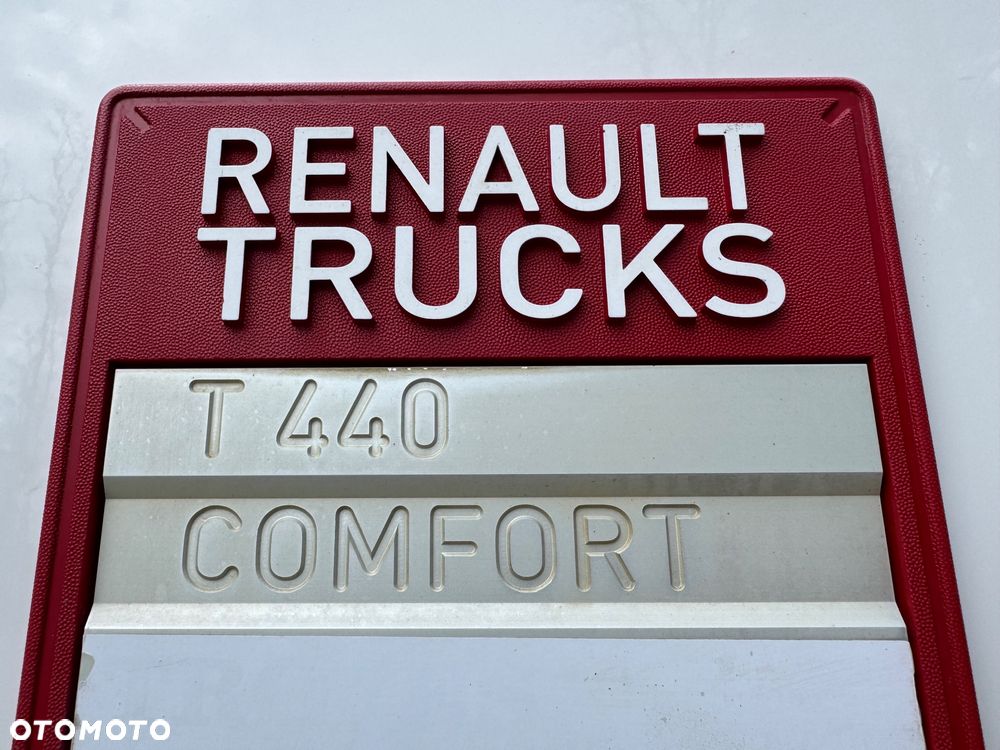 RENAULT
TRUCKS
T 440
COMFORT
OTOMOTO